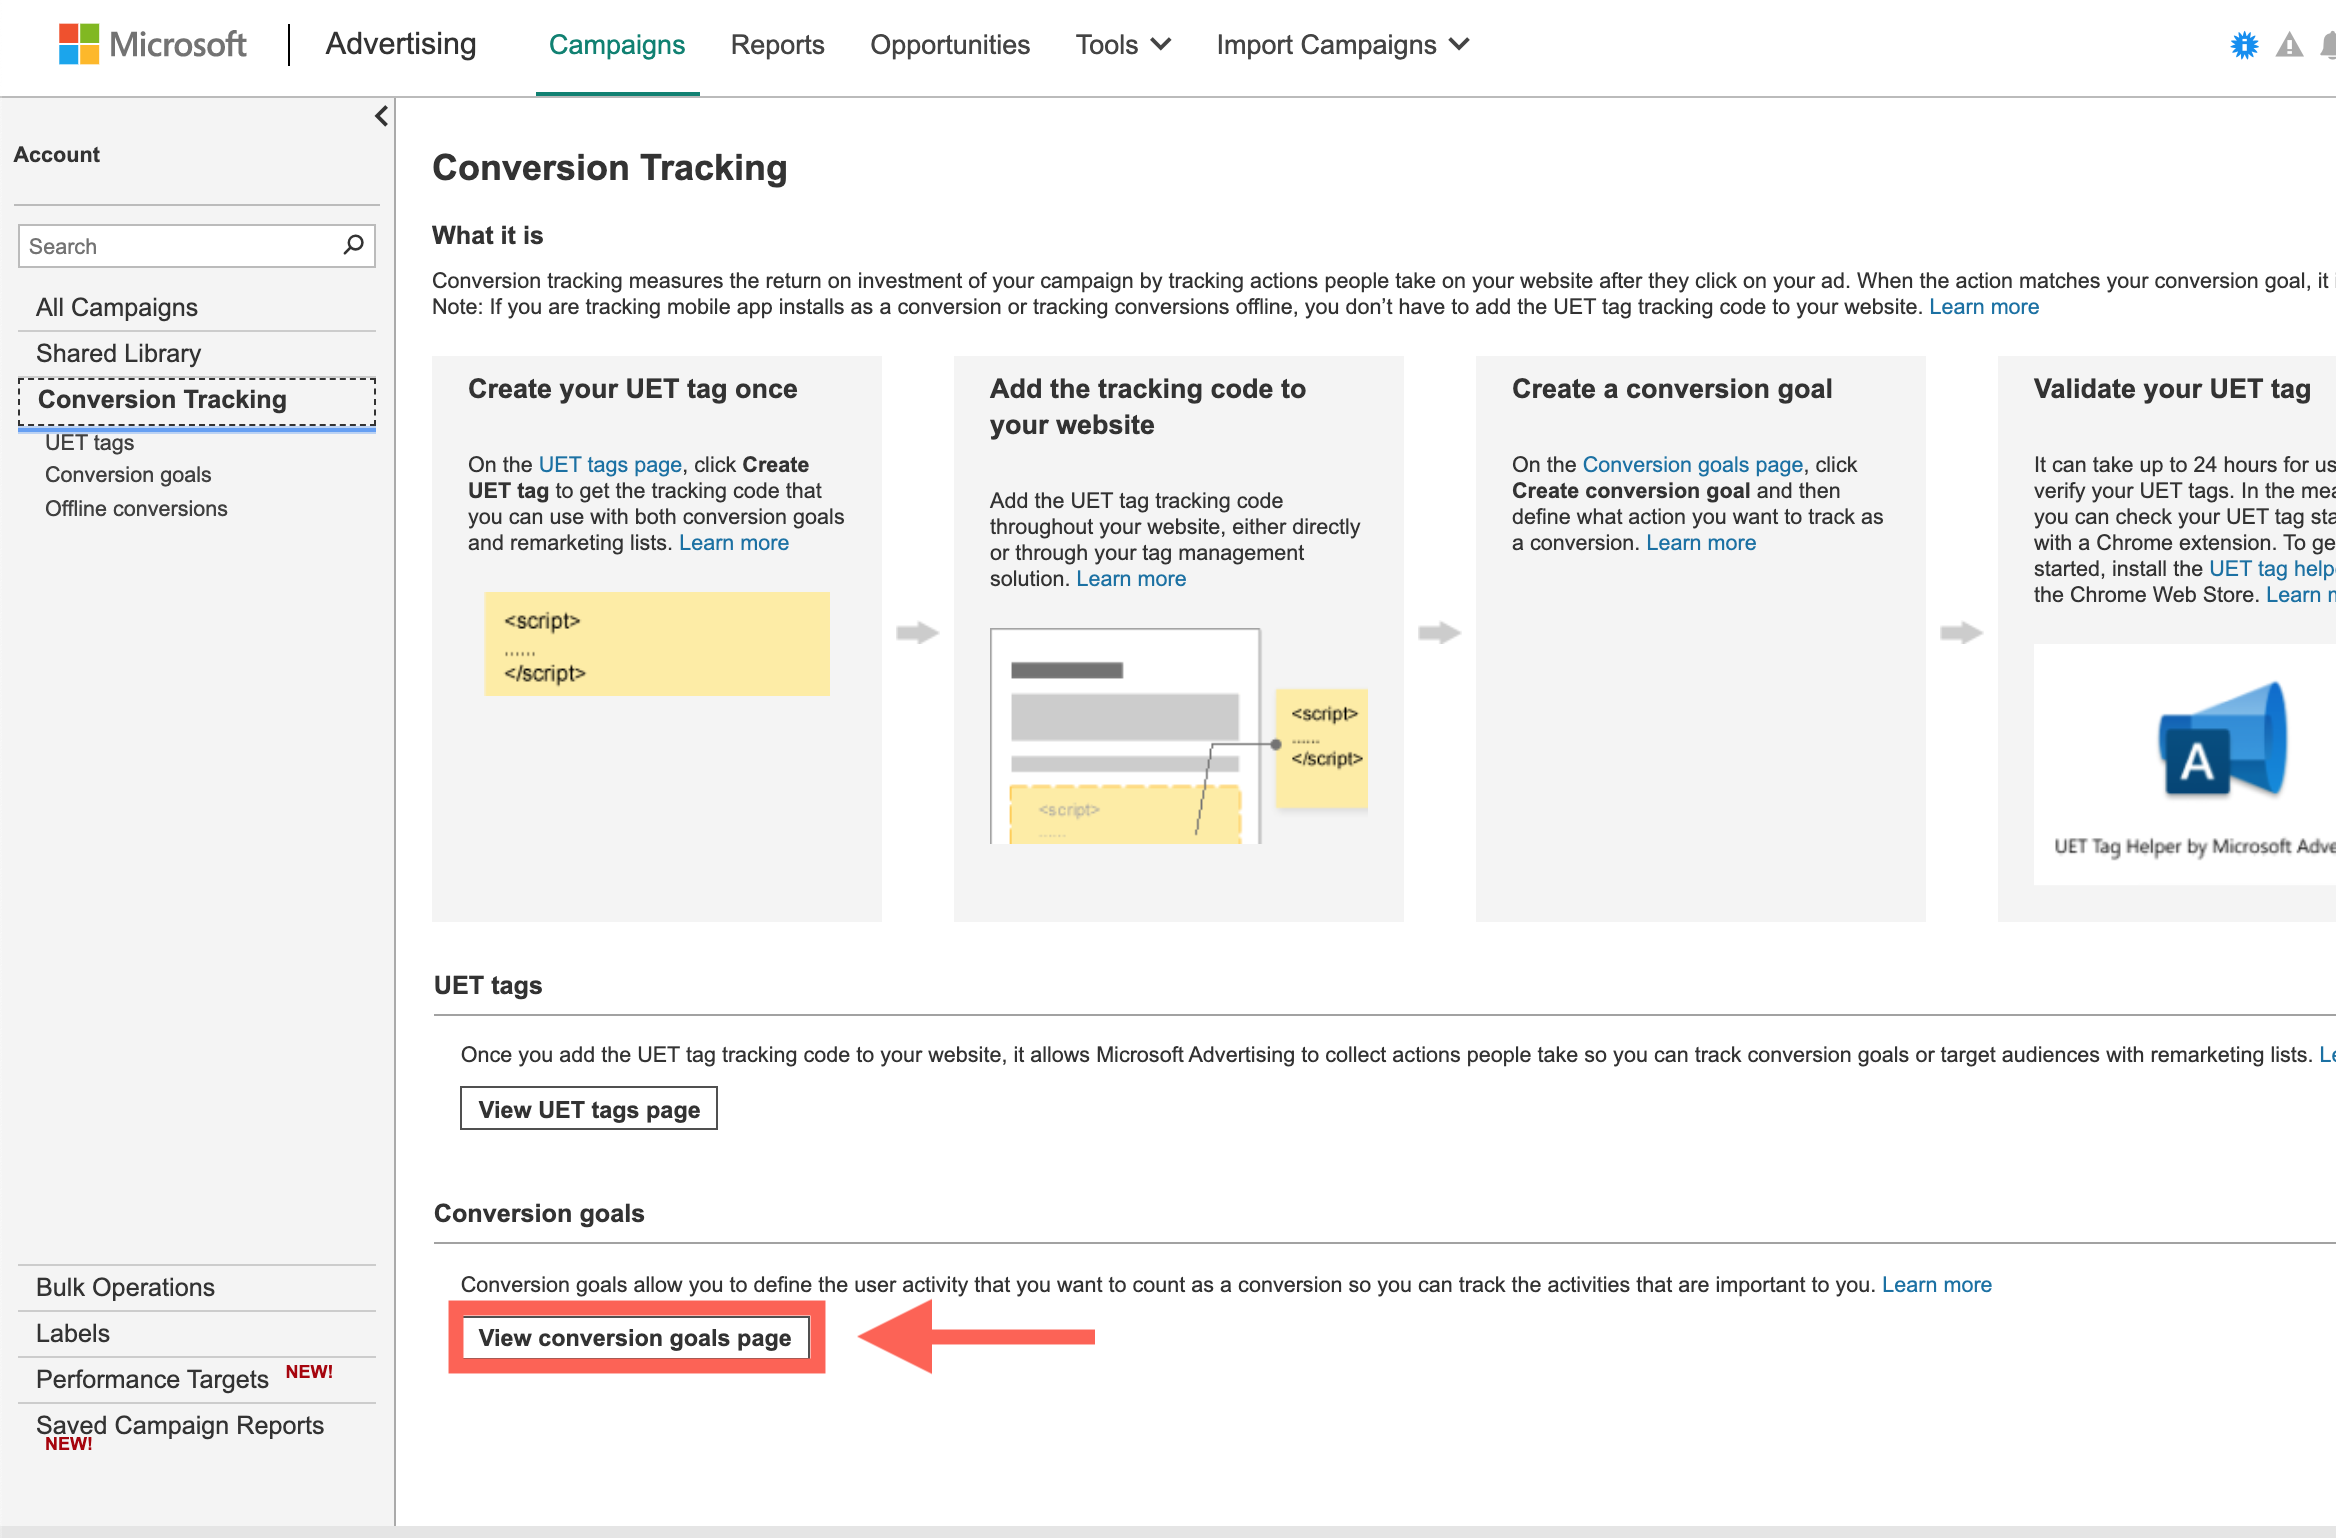 Microsoft | Advertising Campaigns Reports Opportunities Tools Import Campaigns
Account
Search
All Campaigns
Shared Library
Conversion Tracking
UET tags
Conversion goals
Offline conversions
Bulk Operations
Labels
Performance Targets NEW!
Saved Campaign Reports
NEW!
Conversion Tracking
What it is
Conversion tracking measures the return on investment of your campaign by tracking actions people take on your website after they click on your ad. When the action matches your conversion goal, it
Note: If you are tracking mobile app installs as a conversion or tracking conversions offline, you don’t have to add the UET tag tracking code to your website. Learn more
Create your UET tag once
On the UET tags page, click Create
UET tag to get the tracking code that
you can use with both conversion goals
and remarketing lists. Learn more
<script>
......
</script>
Add the tracking code to
your website
Add the UET tag tracking code
throughout your website, either directly
or through your tag management
solution. Learn more
<script>
......
</script>
<script>
......
Create a conversion goal
On the Conversion goals page, click
Create conversion goal and then
define what action you want to track as
a conversion. Learn more
Validate your UET tag
It can take up to 24 hours for us
verify your UET tags. In the mea
you can check your UET tag sta
with a Chrome extension. To ge
started, install the UET tag help
the Chrome Web Store. Learn m
A
UET Tag Helper by Microsoft Adve
UET tags
Once you add the UET tag tracking code to your website, it allows Microsoft Advertising to collect actions people take so you can track conversion goals or target audiences with remarketing lists. Le
View UET tags page
Conversion goals
Conversion goals allow you to define the user activity that you want to count as a conversion so you can track the activities that are important to you. Learn more
View conversion goals page